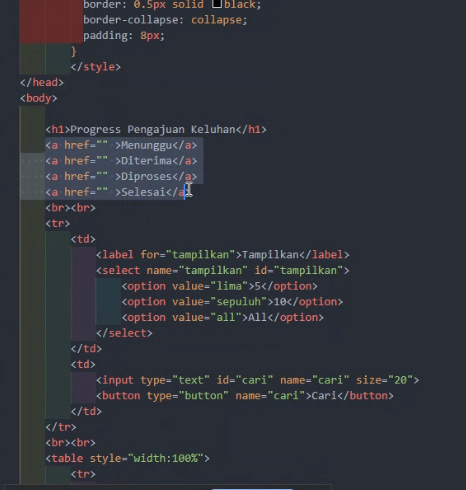 border: 0.5px solid black;
border-collapse: collapse;
padding: 8px;
}
</style>
</head>
<body>
<h1>Progress Pengajuan Keluhan</h1>
<a href="" >Menunggu</a>
<a href="" >Diterima</a>
<a href="" >Diproses</a>
<a href="" >Selesai</a>
<br><br>
<tr>
<td>
<label for="tampilkan">Tampilkan</label>
<select name="tampilkan" id="tampilkan">
<option value="lima">5</option>
<option value="sepuluh">10</option>
<option value="all">All</option>
</select>
</td>
<td>
<input type="text" id="cari" name="cari" size="20">
<button type="button" name="cari">Cari</button>
</td>
</tr>
<br><br>
<table style="width:100%">
<tr>